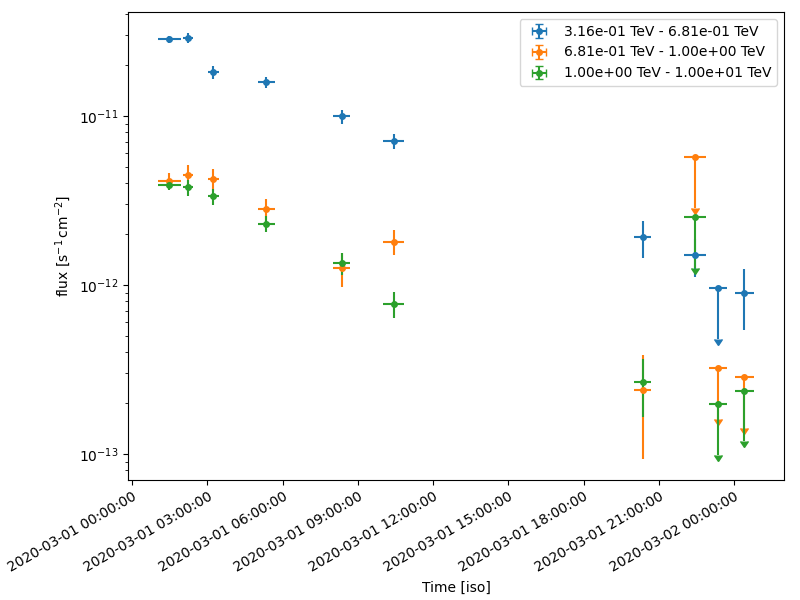 3.16e-01 TeV - 6.81e-01 TeV
6.81e-01 TeV - 1.00e+00 TeV
1.00e+00 TeV - 1.00e+01 TeV
flux [s⁻¹ cm⁻²]
10⁻¹¹
10⁻¹²
10⁻¹³
2020-03-01 00:00:00
2020-03-01 03:00:00
2020-03-01 06:00:00
2020-03-01 09:00:00
2020-03-01 12:00:00
2020-03-01 15:00:00
2020-03-01 18:00:00
2020-03-01 21:00:00
2020-03-02 00:00:00
Time [iso]